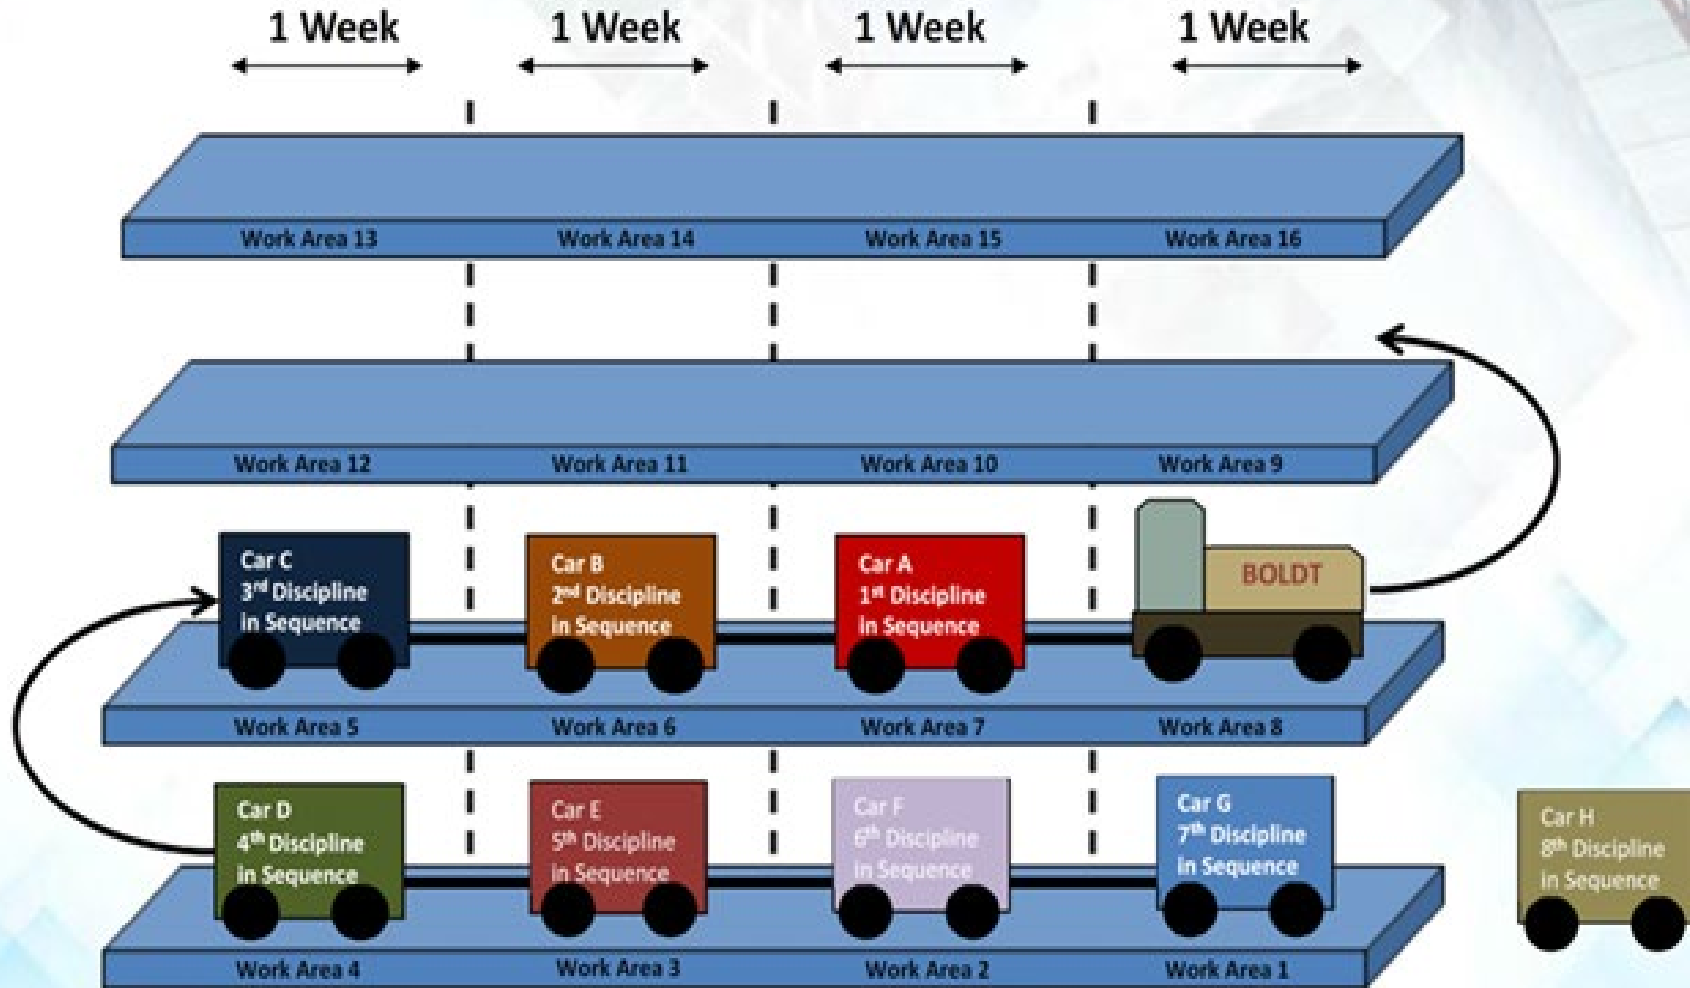 1 Week 1 Week 1 Week 1 Week
Work Area 13 Work Area 14 Work Area 15 Work Area 16
Work Area 12 Work Area 11 Work Area 10 Work Area 9
Car C
3rd Discipline
in Sequence
Car B
2nd Discipline
in Sequence
Car A
1st Discipline
in Sequence
BOLDT
Work Area 5 Work Area 6 Work Area 7 Work Area 8
Car D
4th Discipline
in Sequence
Car E
5th Discipline
in Sequence
Car F
6th Discipline
in Sequence
Car G
7th Discipline
in Sequence
Car H
8th Discipline
in Sequence
Work Area 4 Work Area 3 Work Area 2 Work Area 1